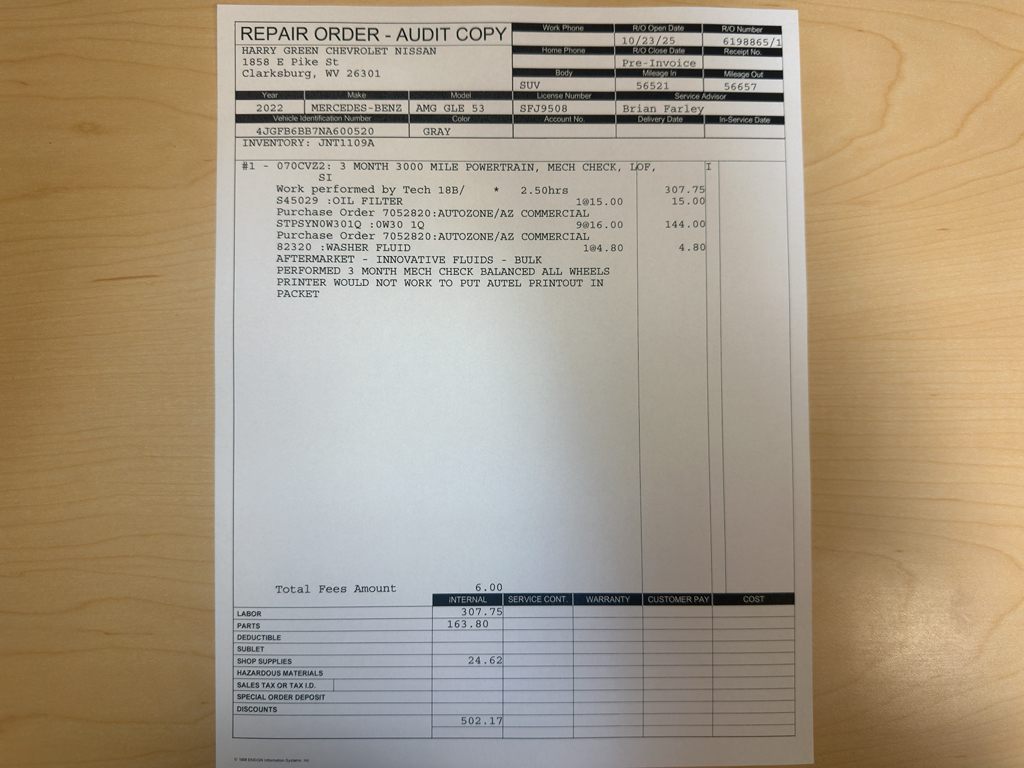 REPAIR ORDER - AUDIT COPY
HARRY GREEN CHEVROLET NISSAN
1858 E Pike St
Clarksburg, WV 26301
Work Phone R/O Open Date R/O Number
10/23/25 6198865/1
Home Phone R/O Close Date Receipt No.
Pre-Invoice
Body Mileage In Mileage Out
SUV 56521 56657
Year Make Model License Number Service Advisor
2022 MERCEDES-BENZ AMG GLE 53 SFJ9508 Brian Farley
Vehicle Identification Number Color Account No. Delivery Date In-Service Date
4JGFB6BB7NA600520 GRAY
INVENTORY: JNT1109A
#1 - 070CVZ2: 3 MONTH 3000 MILE POWERTRAIN, MECH CHECK, LOF, I
SI
Work performed by Tech 18B/ * 2.50hrs 307.75
S45029 :OIL FILTER 1@15.00 15.00
Purchase Order 7052820:AUTOZONE/AZ COMMERCIAL
STPSYN0W301Q :0W30 1Q 9@16.00 144.00
Purchase Order 7052820:AUTOZONE/AZ COMMERCIAL
82320 :WASHER FLUID 1@4.80 4.80
AFTERMARKET - INNOVATIVE FLUIDS - BULK
PERFORMED 3 MONTH MECH CHECK BALANCED ALL WHEELS
PRINTER WOULD NOT WORK TO PUT AUTEL PRINTOUT IN
PACKET
Total Fees Amount 6.00
INTERNAL SERVICE CONT. WARRANTY CUSTOMER PAY COST
LABOR 307.75
PARTS 163.80
DEDUCTIBLE
SUBLET
SHOP SUPPLIES 24.62
HAZARDOUS MATERIALS
SALES TAX OR TAX I.D.
SPECIAL ORDER DEPOSIT
DISCOUNTS
502.17